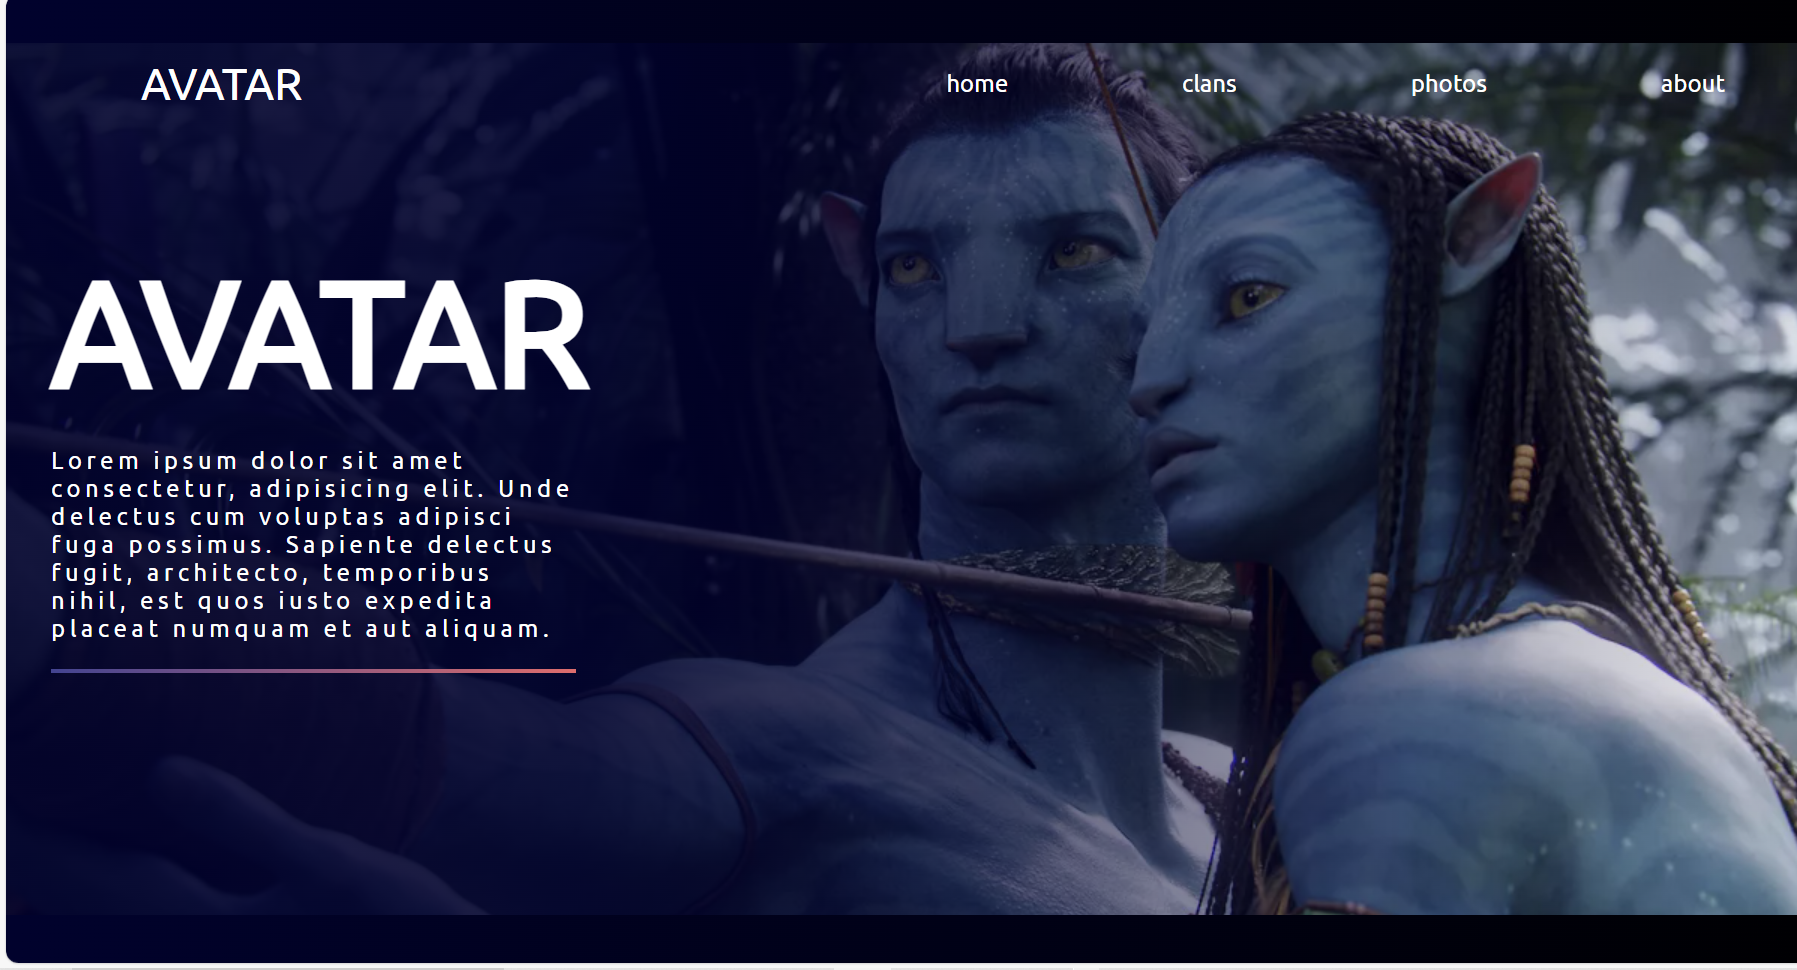 AVATAR
home clans photos about
AVATAR
Lorem ipsum dolor sit amet
consectetur, adipisicing elit. Unde
delectus cum voluptas adipisci
fuga possimus. Sapiente delectus
fugit, architecto, temporibus
nihil, est quos iusto expedita
placeat numquam et aut aliquam.